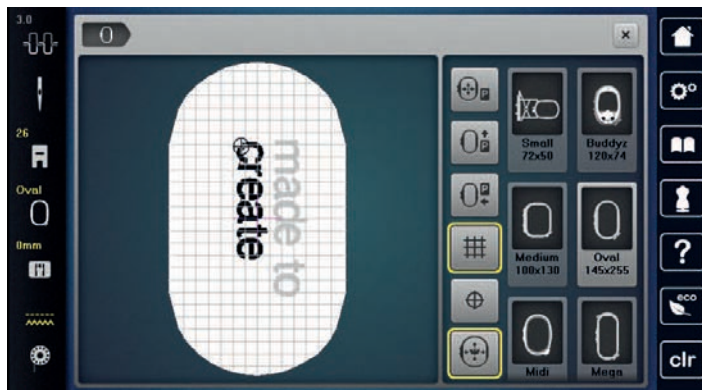 3.0
26
Oval
0mm
made to
create
P
P
P
Small
72x50
Buddyz
120x74
Medium
100x130
Oval
145x255
Midi
Mega
?
eco
clr